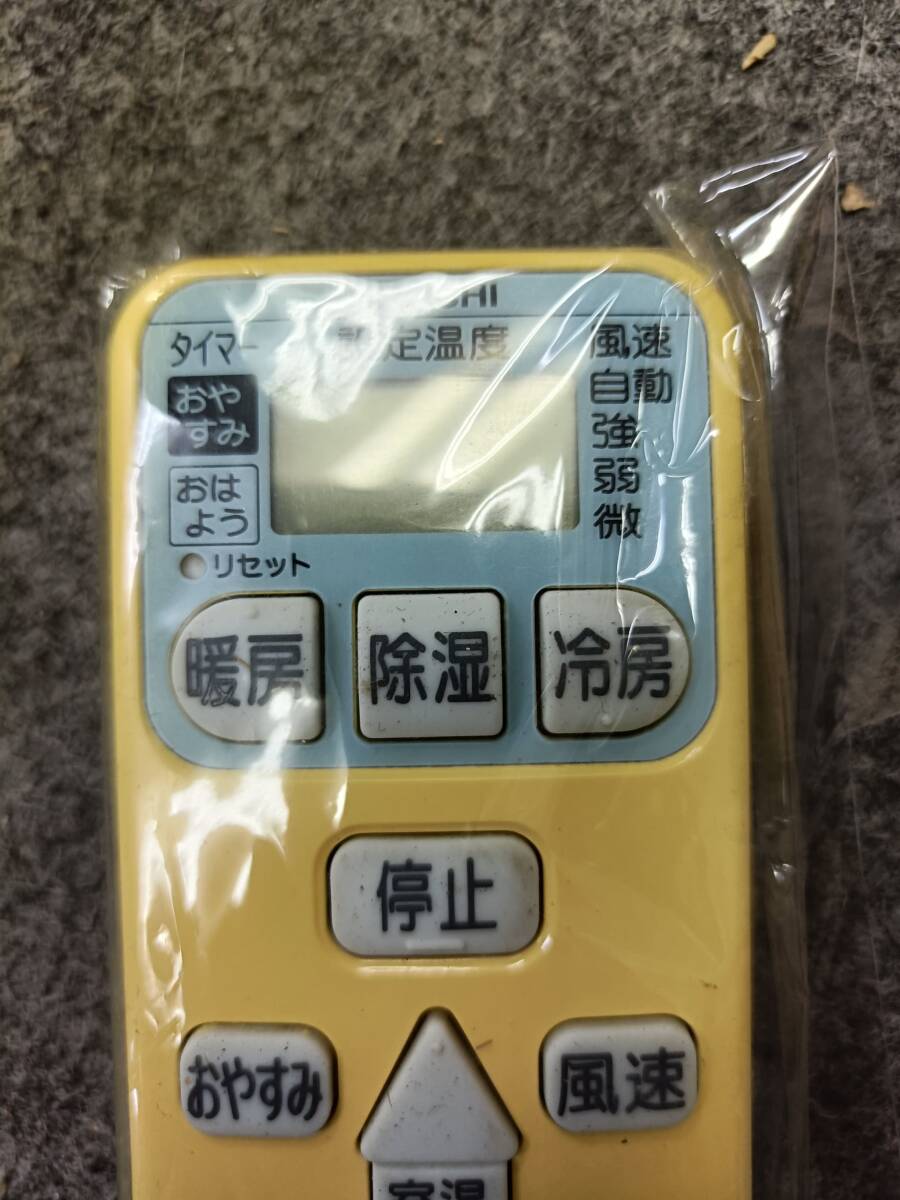 タイマー
定温度
風速
おや
すみ
自動
強
弱
微
おは
よう
リセット
暖房
除湿
冷房
停止
おやすみ
風速
室温